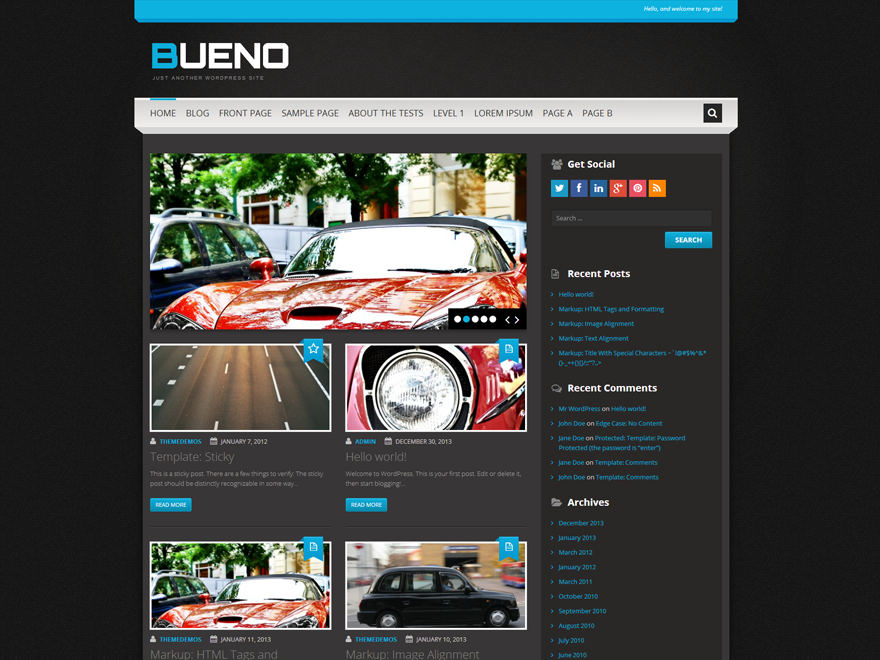 Hello, and welcome to my site!
BUENO
JUST ANOTHER WORDPRESS SITE
HOME BLOG FRONT PAGE SAMPLE PAGE ABOUT THE TESTS LEVEL 1 LOREM IPSUM PAGE A PAGE B
THEMEDEMOS JANUARY 7, 2012
Template: Sticky
This is a sticky post. There are a few things to verify: The sticky
post should be distinctly recognizable in some way...
READ MORE
ADMIN DECEMBER 30, 2013
Hello world!
Welcome to WordPress. This is your first post. Edit or delete it,
then start blogging!...
READ MORE
THEMEDEMOS JANUARY 11, 2013
Markup: HTML Tags and
THEMEDEMOS JANUARY 10, 2013
Markup: Image Alignment
Get Social
Search ...
SEARCH
Recent Posts
Hello world!
Markup: HTML Tags and Formatting
Markup: Image Alignment
Markup: Text Alignment
Markup: Title With Special Characters
Recent Comments
Mr WordPress on Hello world!
John Doe on Edge Case: No Content
Jane Doe on Protected: Template: Password
Protected (the password is "enter")
Jane Doe on Template: Comments
John Doe on Template: Comments
Archives
December 2013
January 2013
March 2012
January 2012
March 2011
October 2010
September 2010
August 2010
July 2010
June 2010